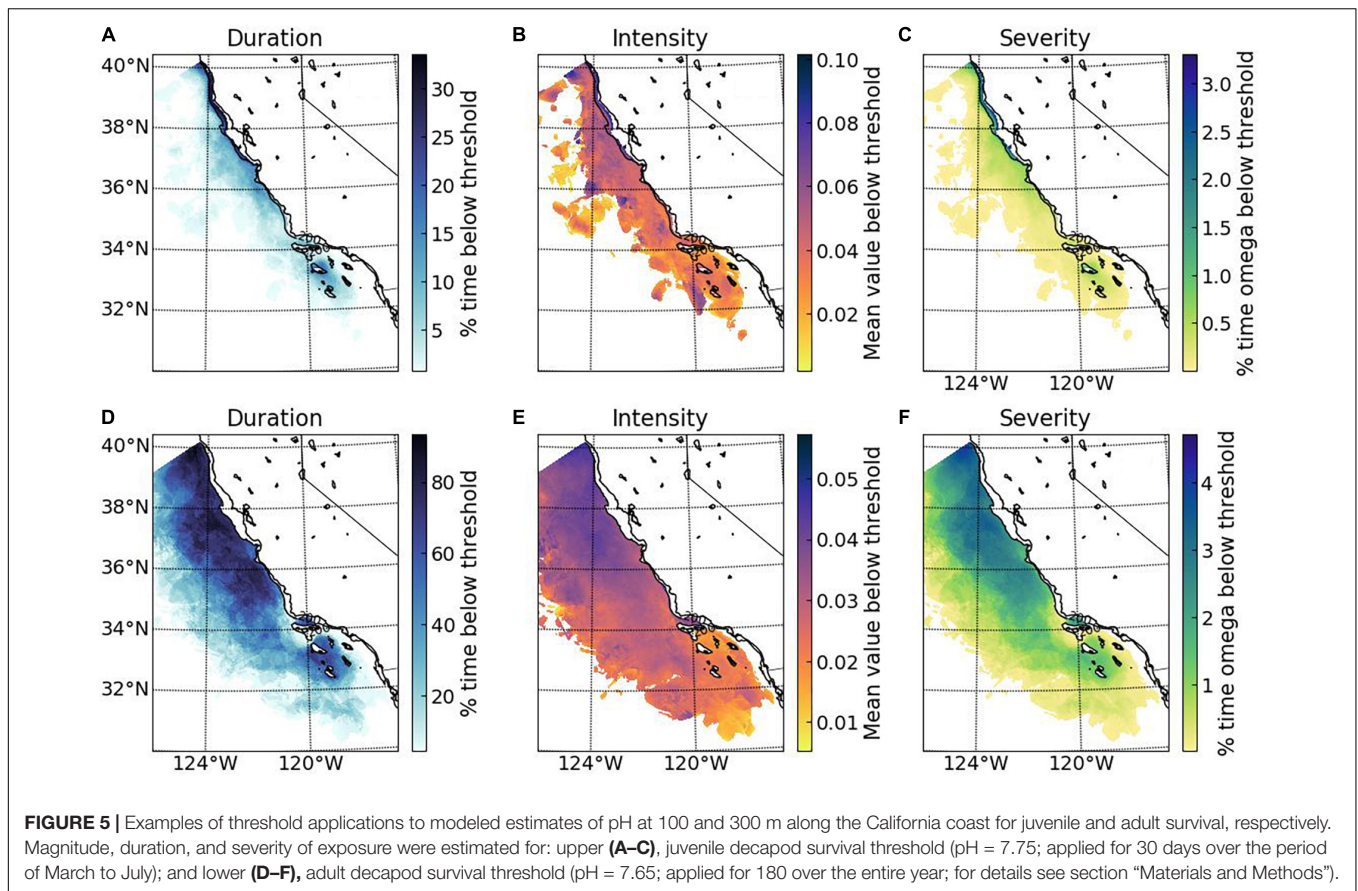 A
Duration
40°N
38°N
36°N
34°N
32°N
30
25
20
15
10
5
% time below threshold
B
Intensity
0.10
0.08
0.06
0.04
0.02
Mean value below threshold
C
Severity
3.0
2.5
2.0
1.5
1.0
0.5
% time omega below threshold
124°W 120°W
D
Duration
40°N
38°N
36°N
34°N
32°N
124°W 120°W
80
60
40
20
% time below threshold
E
Intensity
124°W 120°W
0.05
0.04
0.03
0.02
0.01
Mean value below threshold
F
Severity
124°W 120°W
4
3
2
1
% time omega below threshold
FIGURE 5 | Examples of threshold applications to modeled estimates of pH at 100 and 300 m along the California coast for juvenile and adult survival, respectively.
Magnitude, duration, and severity of exposure were estimated for: upper (A–C), juvenile decapod survival threshold (pH = 7.75; applied for 30 days over the period
of March to July); and lower (D–F), adult decapod survival threshold (pH = 7.65; applied for 180 over the entire year; for details see section “Materials and Methods”).